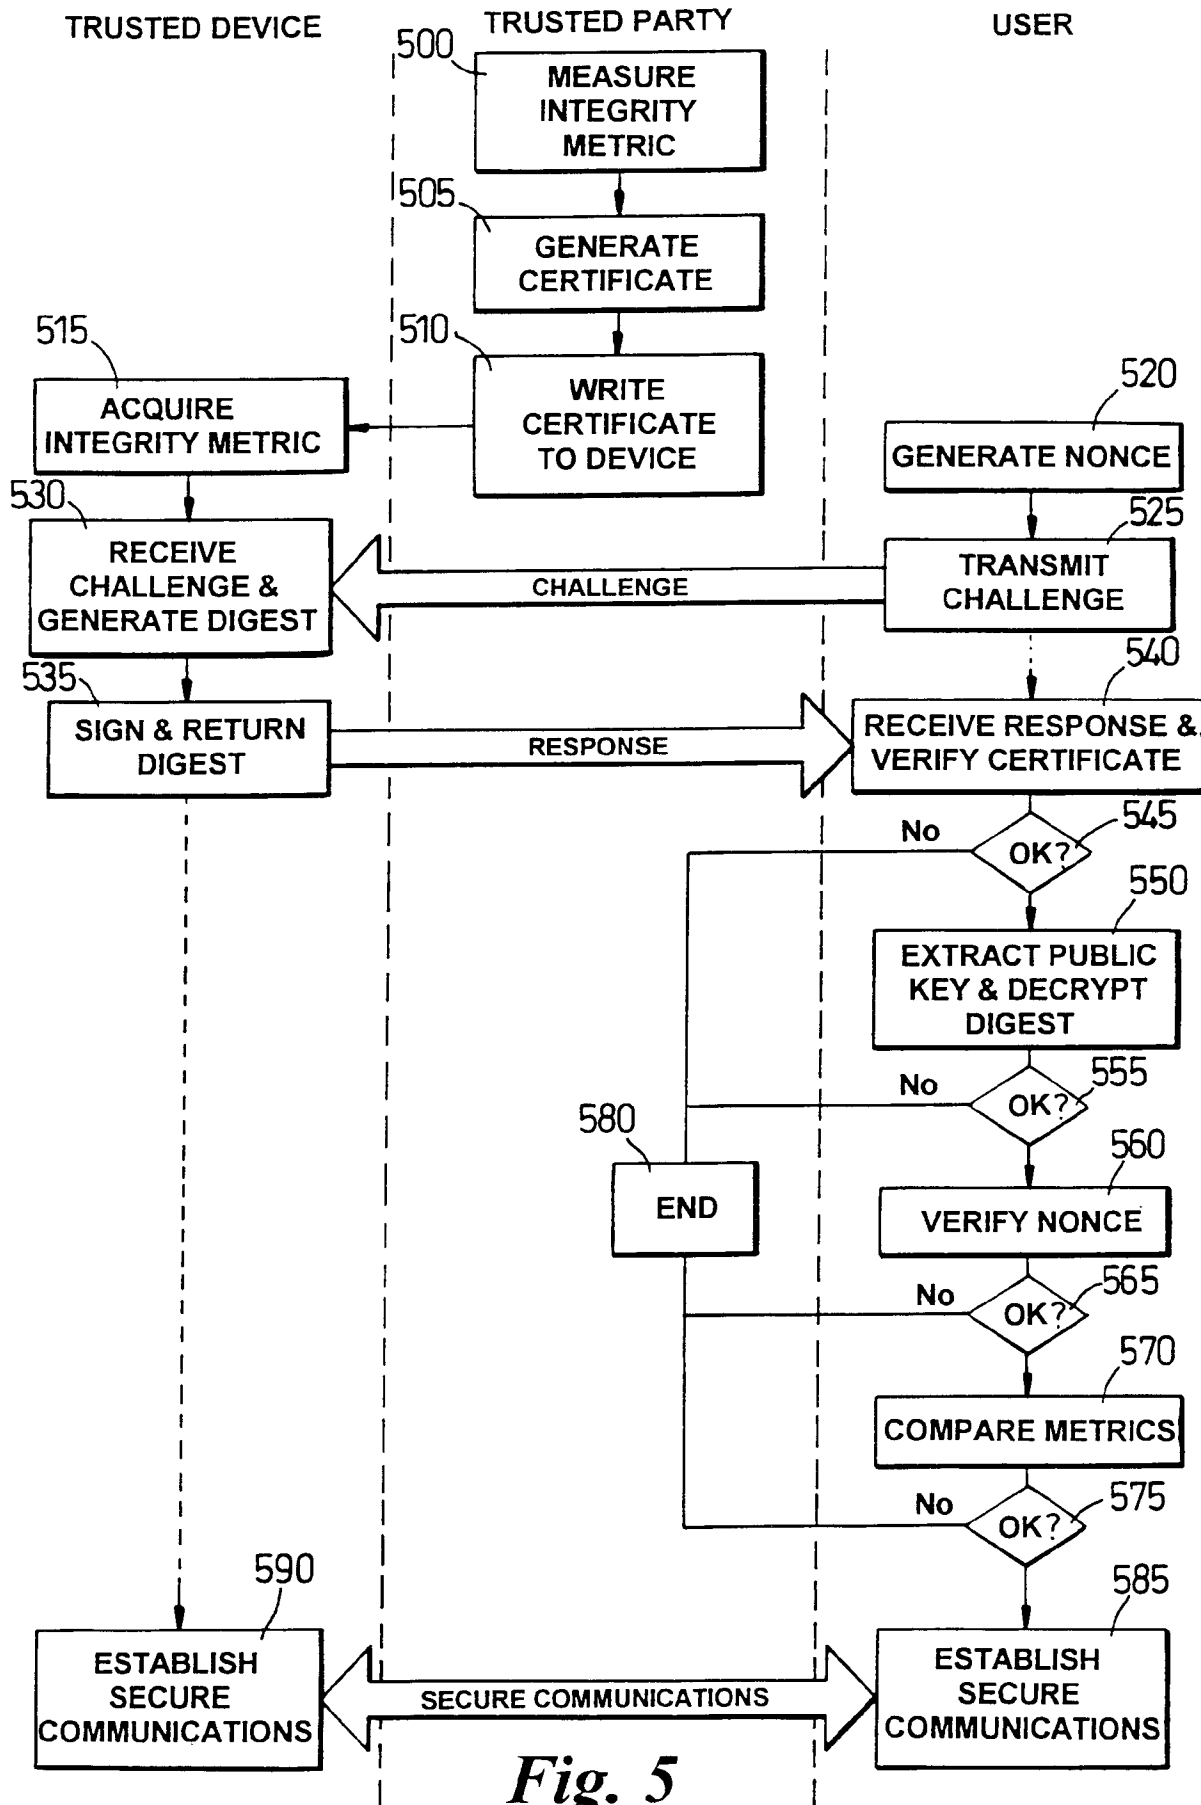 TRUSTED DEVICE
TRUSTED PARTY
USER
500
MEASURE
INTEGRITY
METRIC
505
GENERATE
CERTIFICATE
510
WRITE
CERTIFICATE
TO DEVICE
515
ACQUIRE
INTEGRITY METRIC
520
GENERATE NONCE
525
TRANSMIT
CHALLENGE
CHALLENGE
530
RECEIVE
CHALLENGE &
GENERATE DIGEST
535
SIGN & RETURN
DIGEST
RESPONSE
540
RECEIVE RESPONSE &
VERIFY CERTIFICATE
545
No
OK?
550
EXTRACT PUBLIC
KEY & DECRYPT
DIGEST
555
No
OK?
580
END
560
VERIFY NONCE
565
No
OK?
570
COMPARE METRICS
575
No
OK?
590
ESTABLISH
SECURE
COMMUNICATIONS
SECURE COMMUNICATIONS
585
ESTABLISH
SECURE
COMMUNICATIONS
Fig. 5